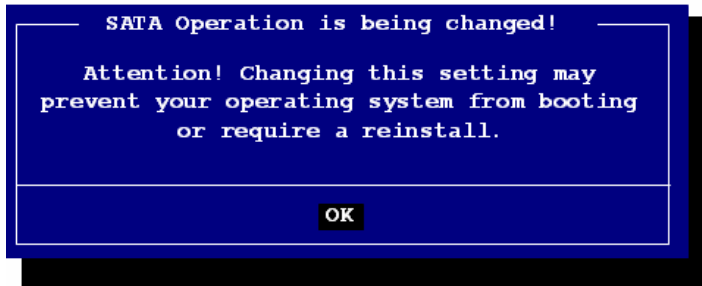 SATA Operation is being changed!
Attention! Changing this setting may
prevent your operating system from booting
or require a reinstall.
OK